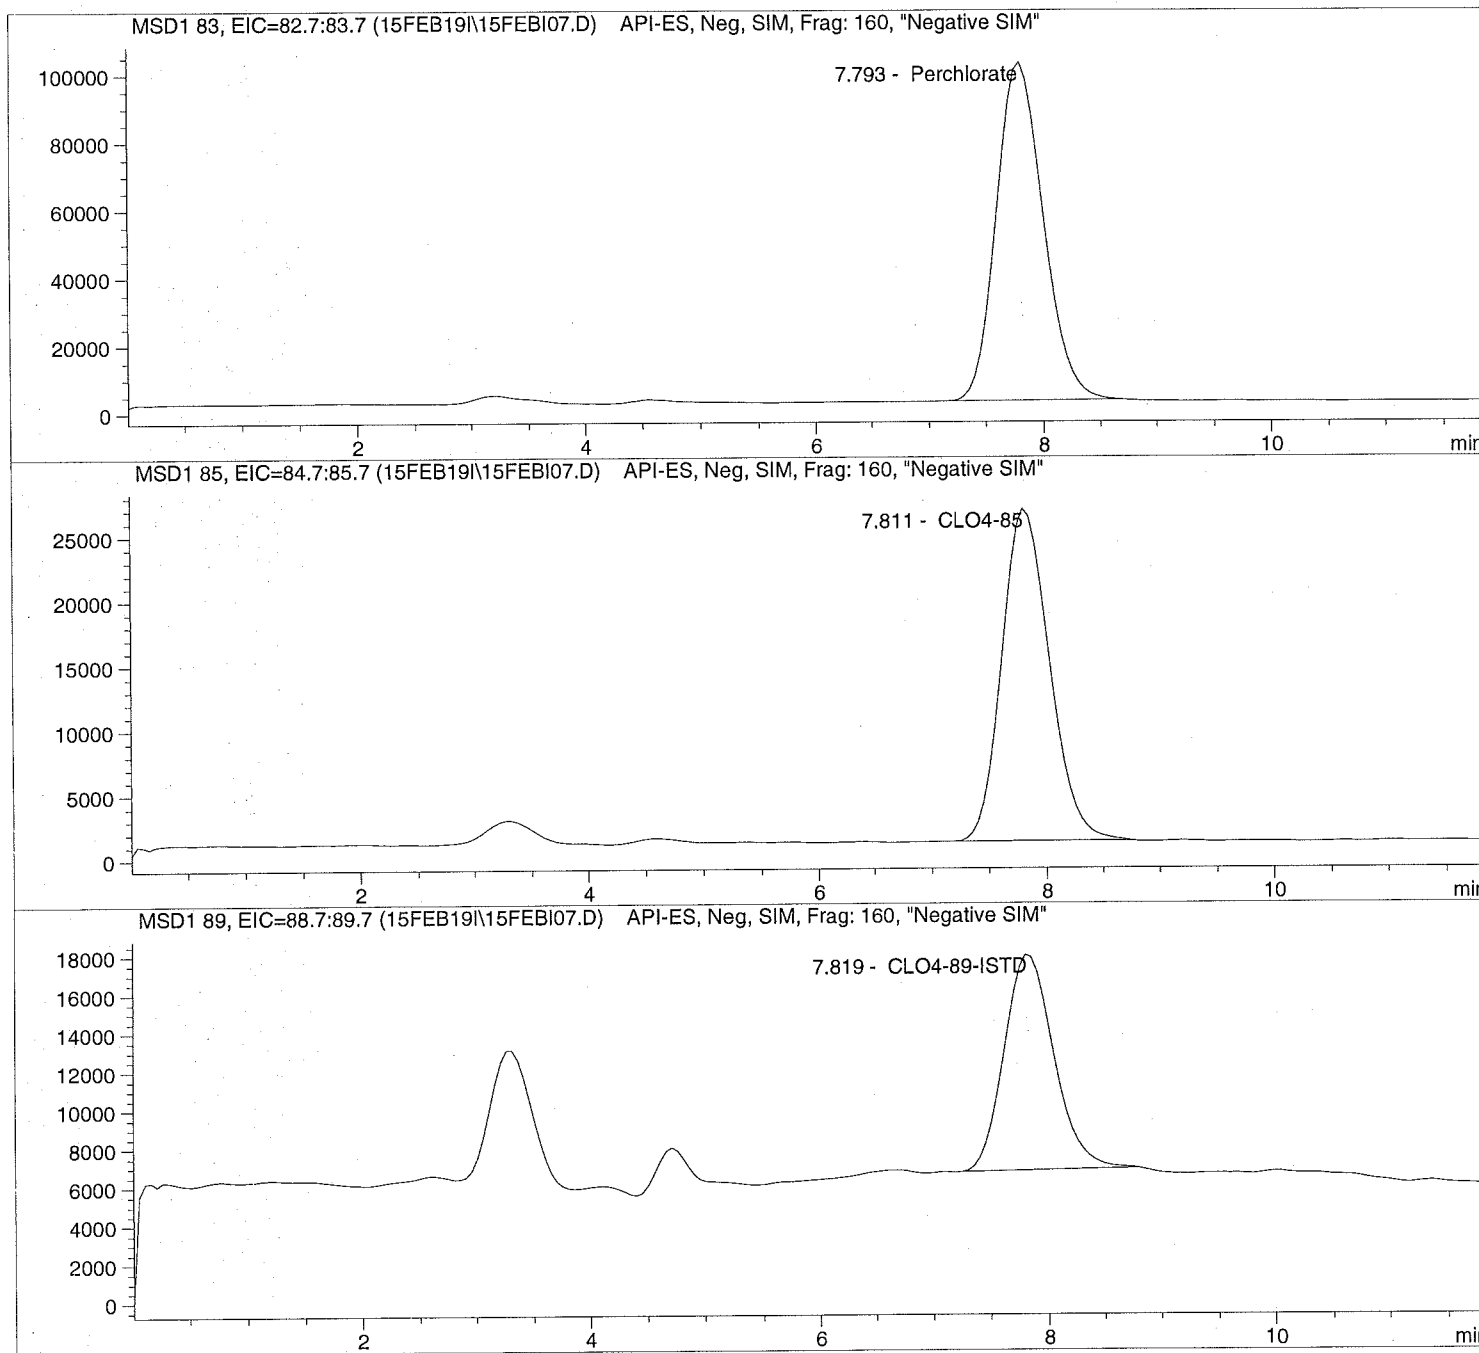 MSD1 83, EIC=82.7:83.7 (15FEB19I\15FEBI07.D) API-ES, Neg, SIM, Frag: 160, "Negative SIM"
7.793 - Perchlorate
100000
80000
60000
40000
20000
0
2 4 6 8 10 min
MSD1 85, EIC=84.7:85.7 (15FEB19I\15FEBI07.D) API-ES, Neg, SIM, Frag: 160, "Negative SIM"
7.811 - CLO4-85
25000
20000
15000
10000
5000
0
2 4 6 8 10 min
MSD1 89, EIC=88.7:89.7 (15FEB19I\15FEBI07.D) API-ES, Neg, SIM, Frag: 160, "Negative SIM"
7.819 - CLO4-89-ISTD
18000
16000
14000
12000
10000
8000
6000
4000
2000
0
2 4 6 8 10 min